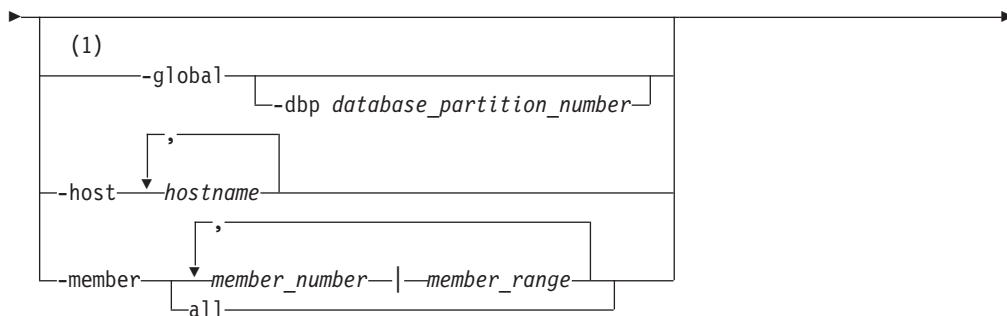 (1)
-global
-dbp database_partition_number
,
-host hostname
,
-member member_number | member_range
all